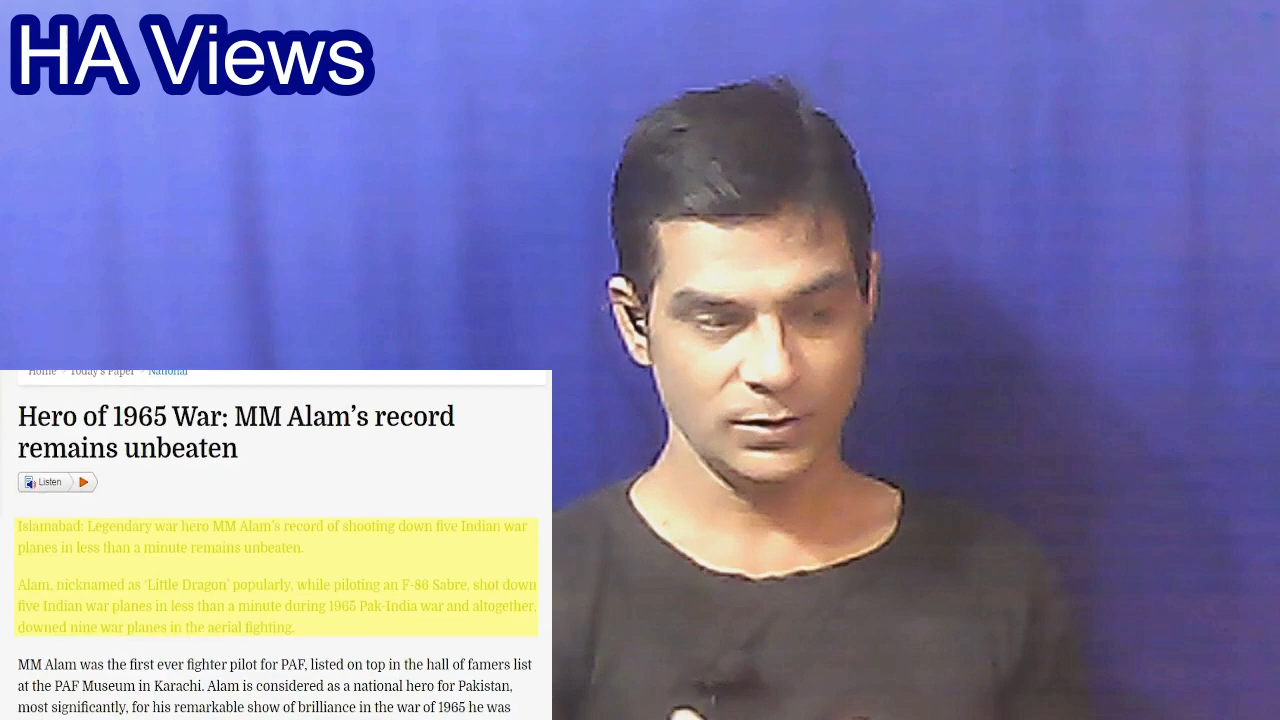 HA Views
Home > Today's Paper > National
Hero of 1965 War: MM Alam's record
remains unbeaten
Listen
Islamabad: Legendary war hero MM Alam's record of shooting down five Indian war
planes in less than a minute remains unbeaten.
Alam, nicknamed as 'Little Dragon' popularly, while piloting an F-86 Sabre, shot down
five Indian war planes in less than a minute during 1965 Pak-India war and altogether,
downed nine war planes in the aerial fighting.
MM Alam was the first ever fighter pilot for PAF, listed on top in the hall of famers list
at the PAF Museum in Karachi. Alam is considered as a national hero for Pakistan,
most significantly, for his remarkable show of brilliance in the war of 1965 he was